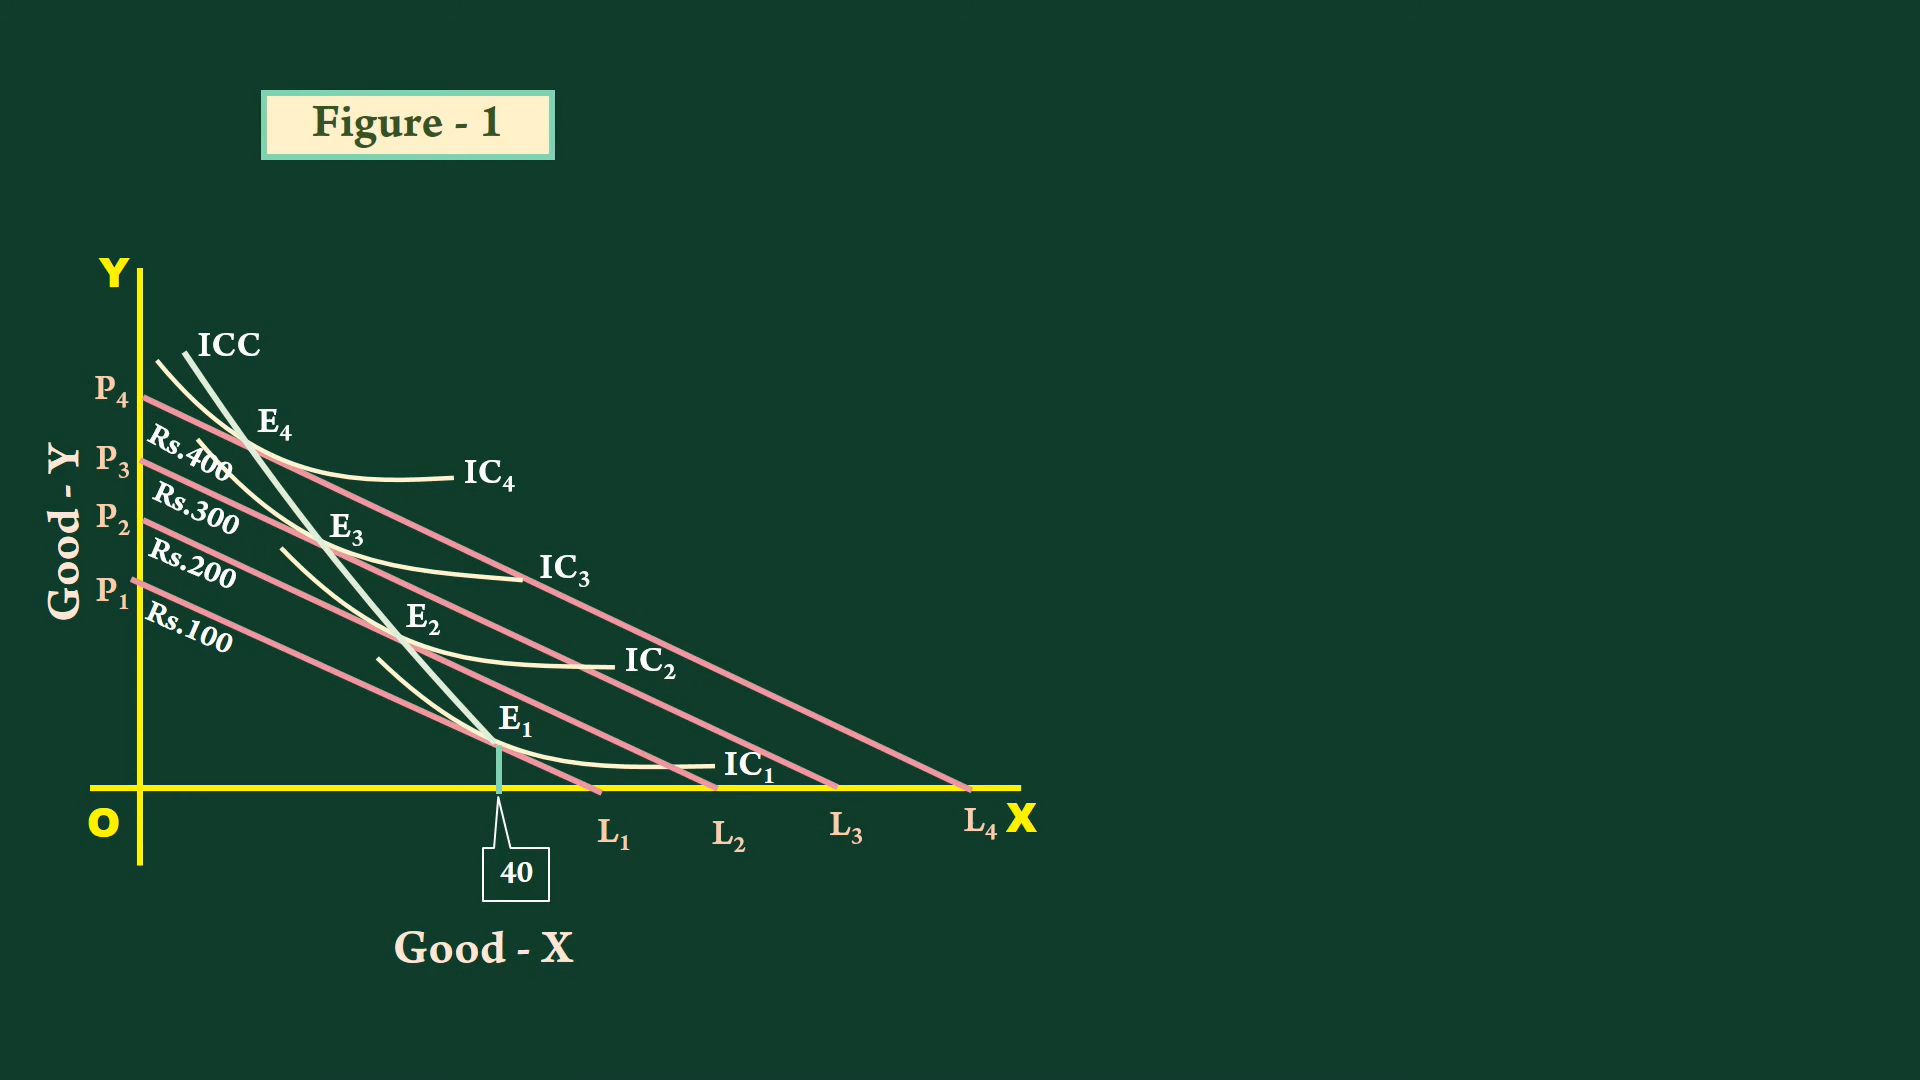 Figure - 1
Y
ICC
P₄
E₄
Rs.400
IC₄
P₃
Rs.300
E₃
P₂
IC₃
Rs.200
Good - Y
P₁
E₂
Rs.100
IC₂
E₁
IC₁
O
L₁
L₂
L₃
L₄
X
40
Good - X